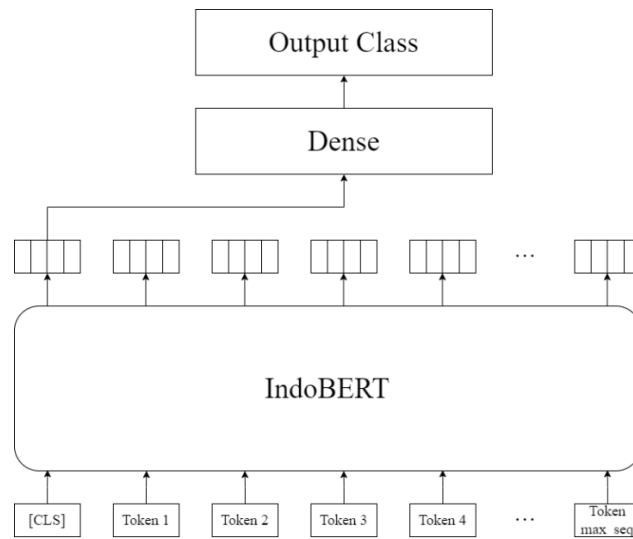 Output Class
Dense
...
IndoBERT
[CLS] Token 1 Token 2 Token 3 Token 4 ... Token
max_seq